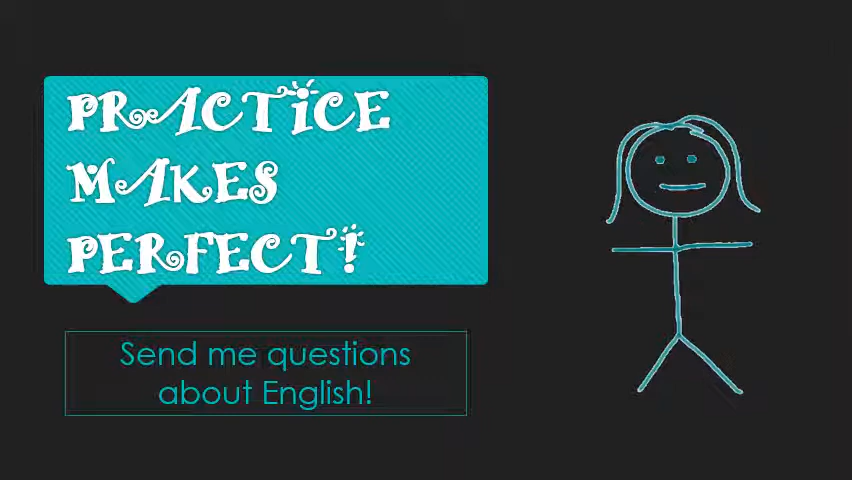 PRACTICE
MAKES
PERFECT!
Send me questions
about English!